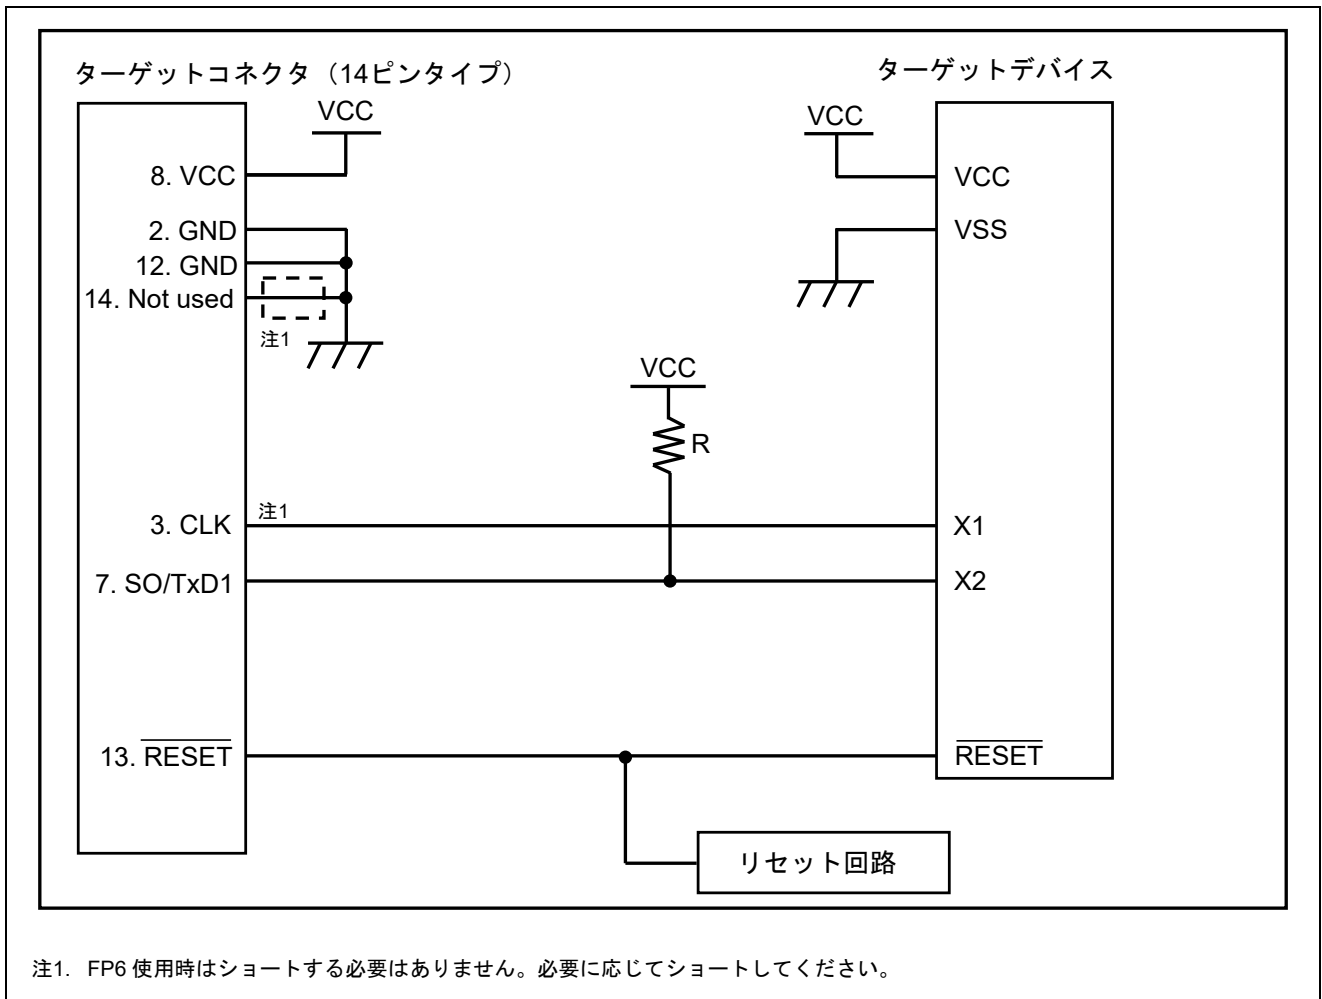 ターゲットコネクタ（14ピンタイプ）
ターゲットデバイス
VCC
VCC
8. VCC
VCC
2. GND
VSS
12. GND
14. Not used
注1
VCC
R
3. CLK
注1
X1
7. SO/TxD1
X2
13. RESET
RESET
リセット回路
注1. FP6 使用時はショートする必要はありません。必要に応じてショートしてください。